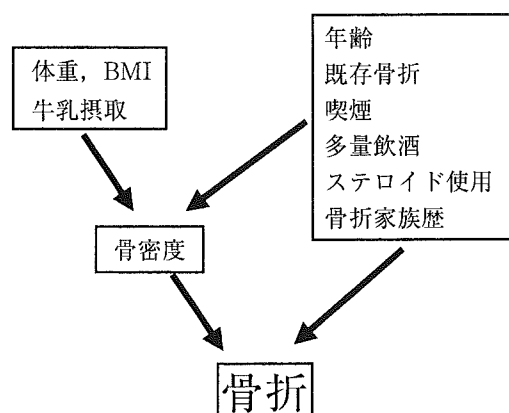 体重，BMI
牛乳摂取
年齢
既存骨折
喫煙
多量飲酒
ステロイド使用
骨折家族歴
骨密度
骨折